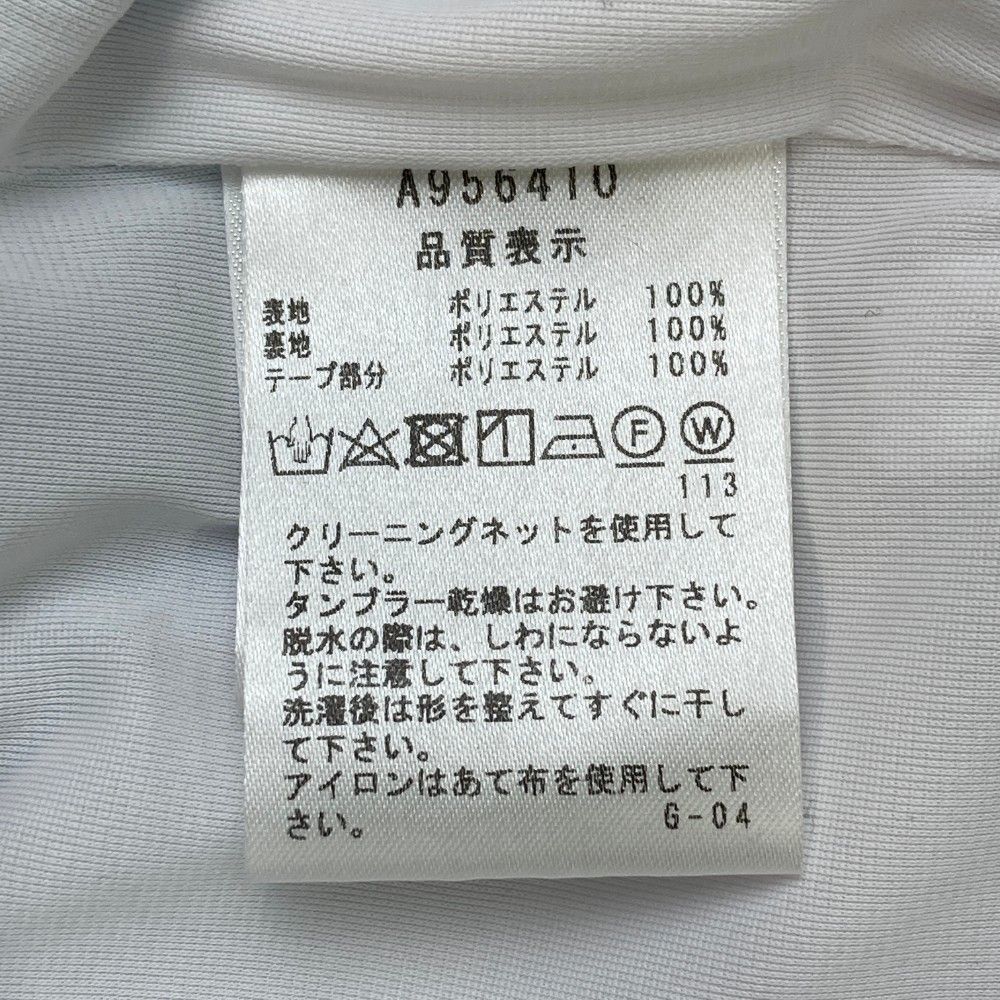 A956410
品質表示
表地 ポリエステル 100%
裏地 ポリエステル 100%
テープ部分 ポリエステル 100%
F W
113
クリーニングネットを使用して
下さい。
タンブラー乾燥はお避け下さい。
脱水の際は、しわにならないよ
うに注意して下さい。
洗濯後は形を整えてすぐに干し
て下さい。
アイロンはあて布を使用して下
さい。 G-04